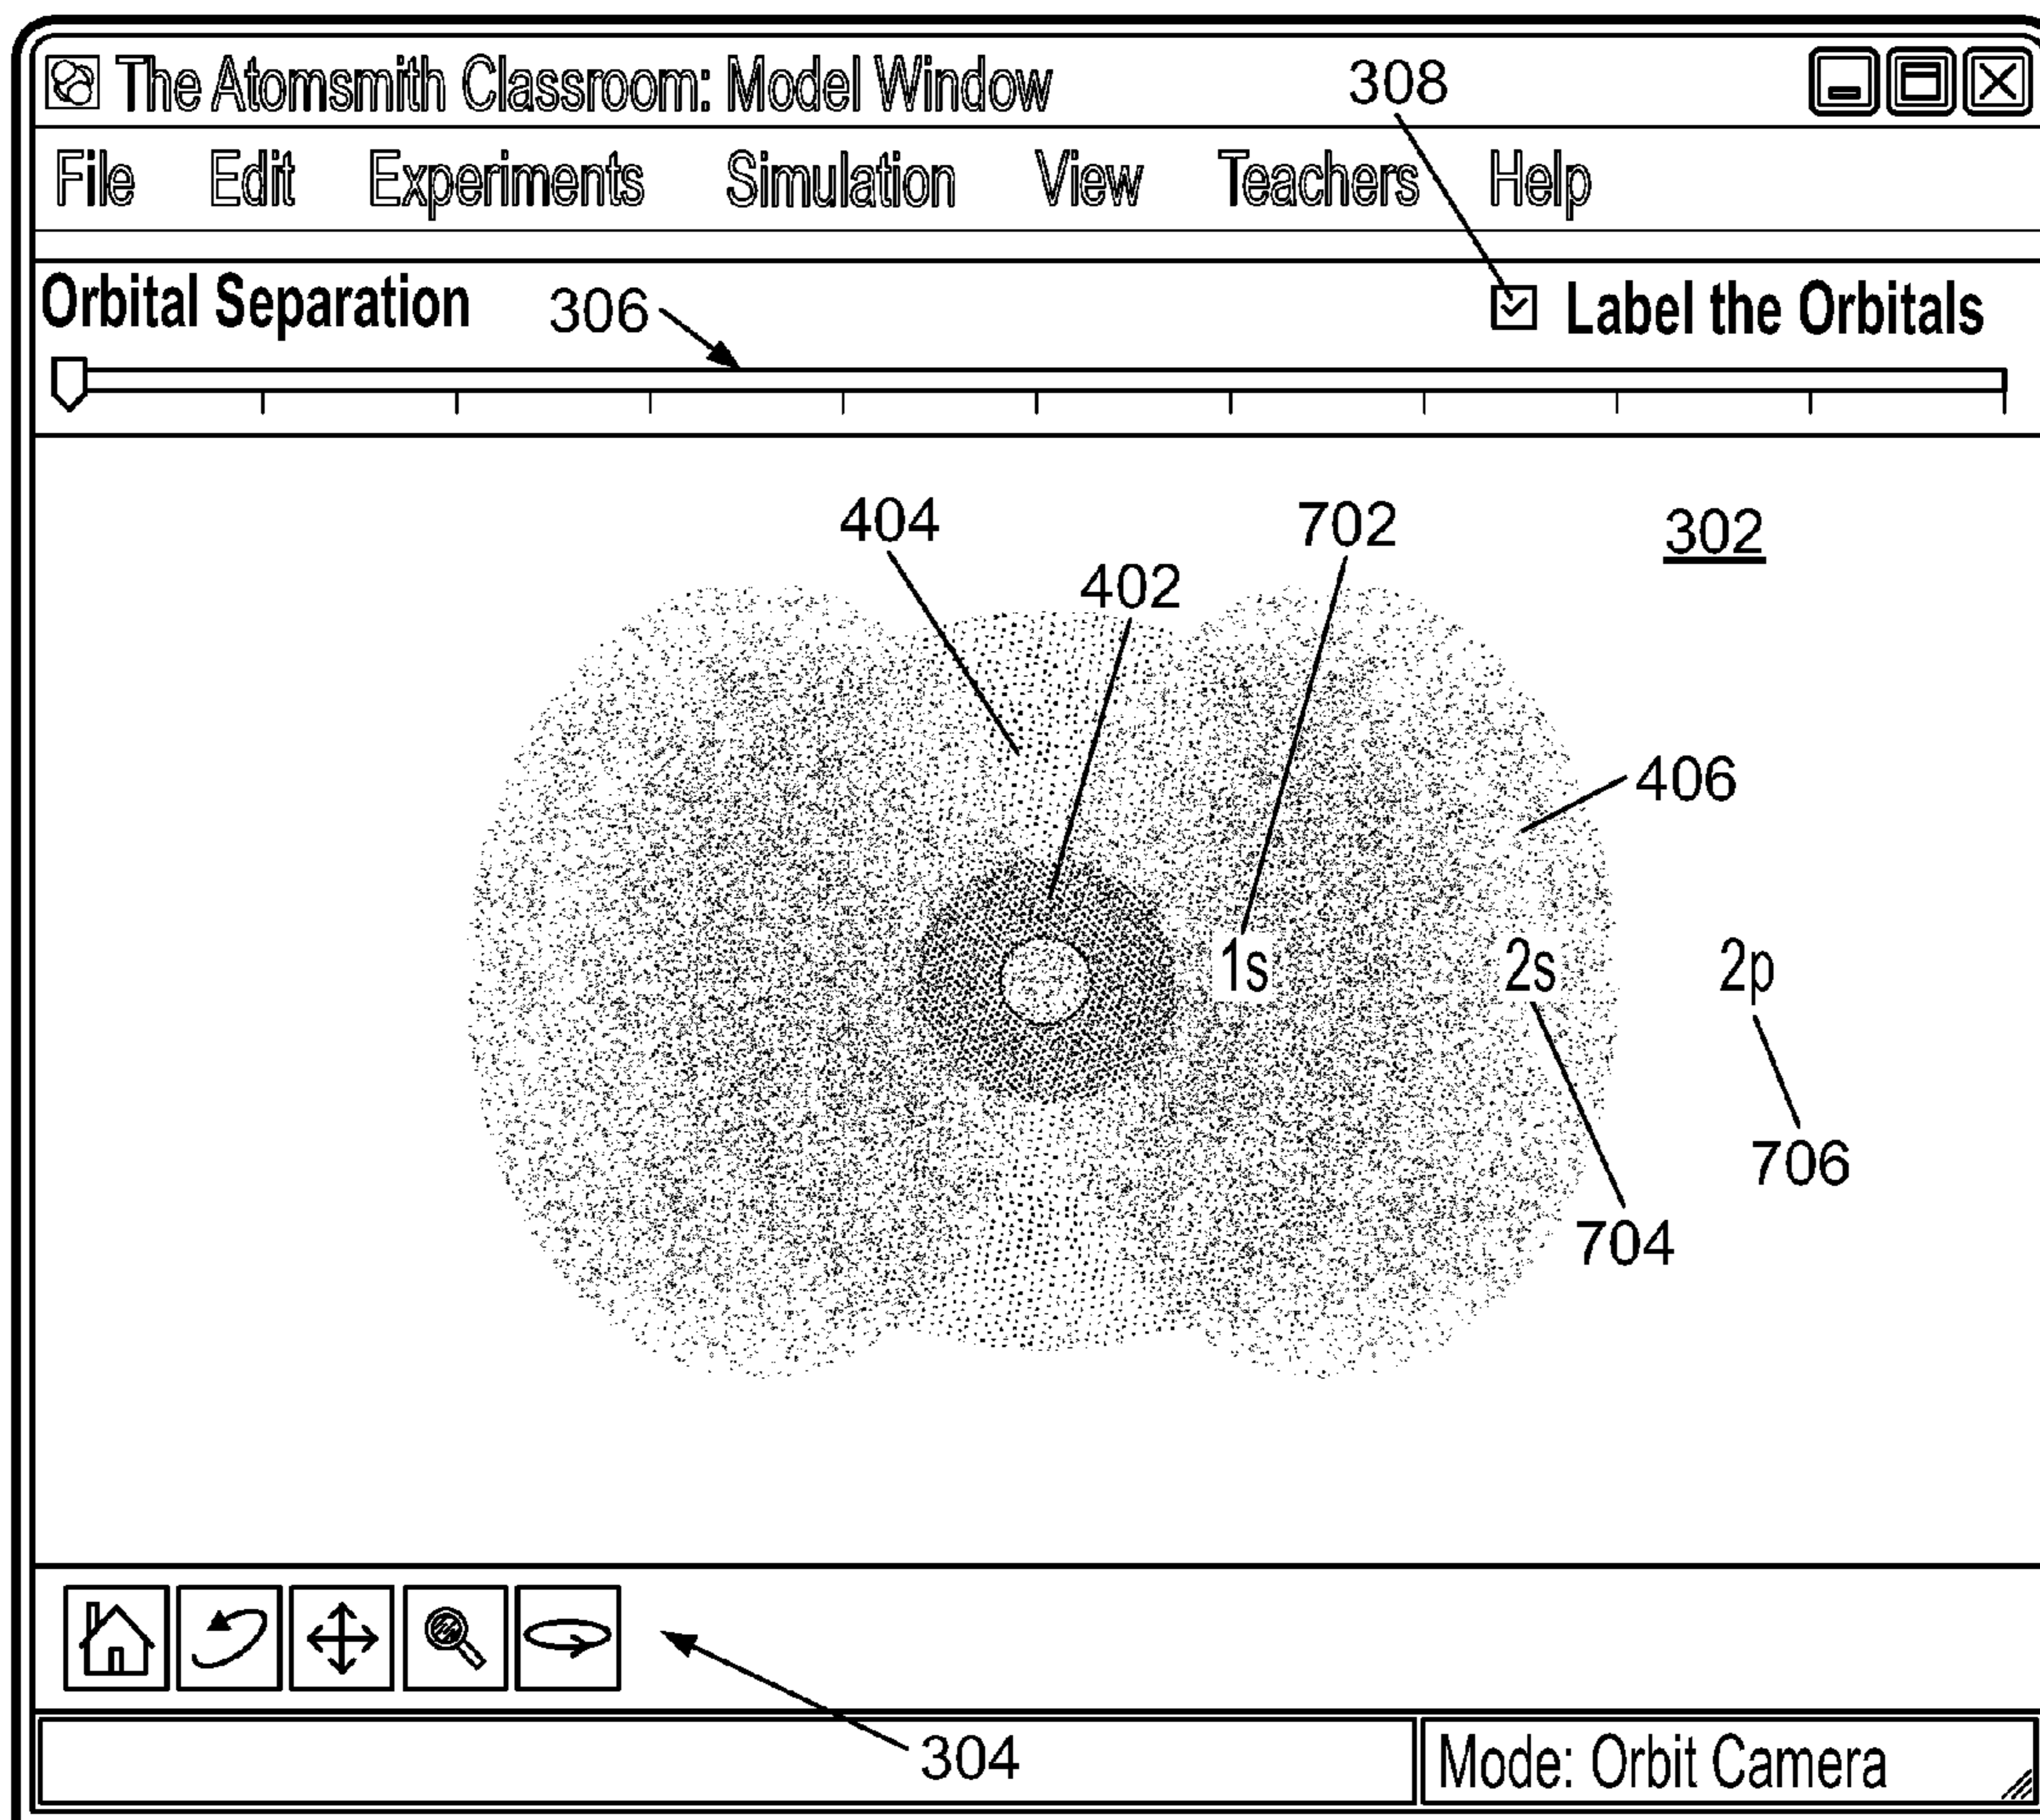 The Atomsmith Classroom: Model Window
308
File Edit Experiments Simulation View Teachers Help
Orbital Separation
306
Label the Orbitals
404
702
302
402
406
1s
2s
2p
706
704
304
Mode: Orbit Camera